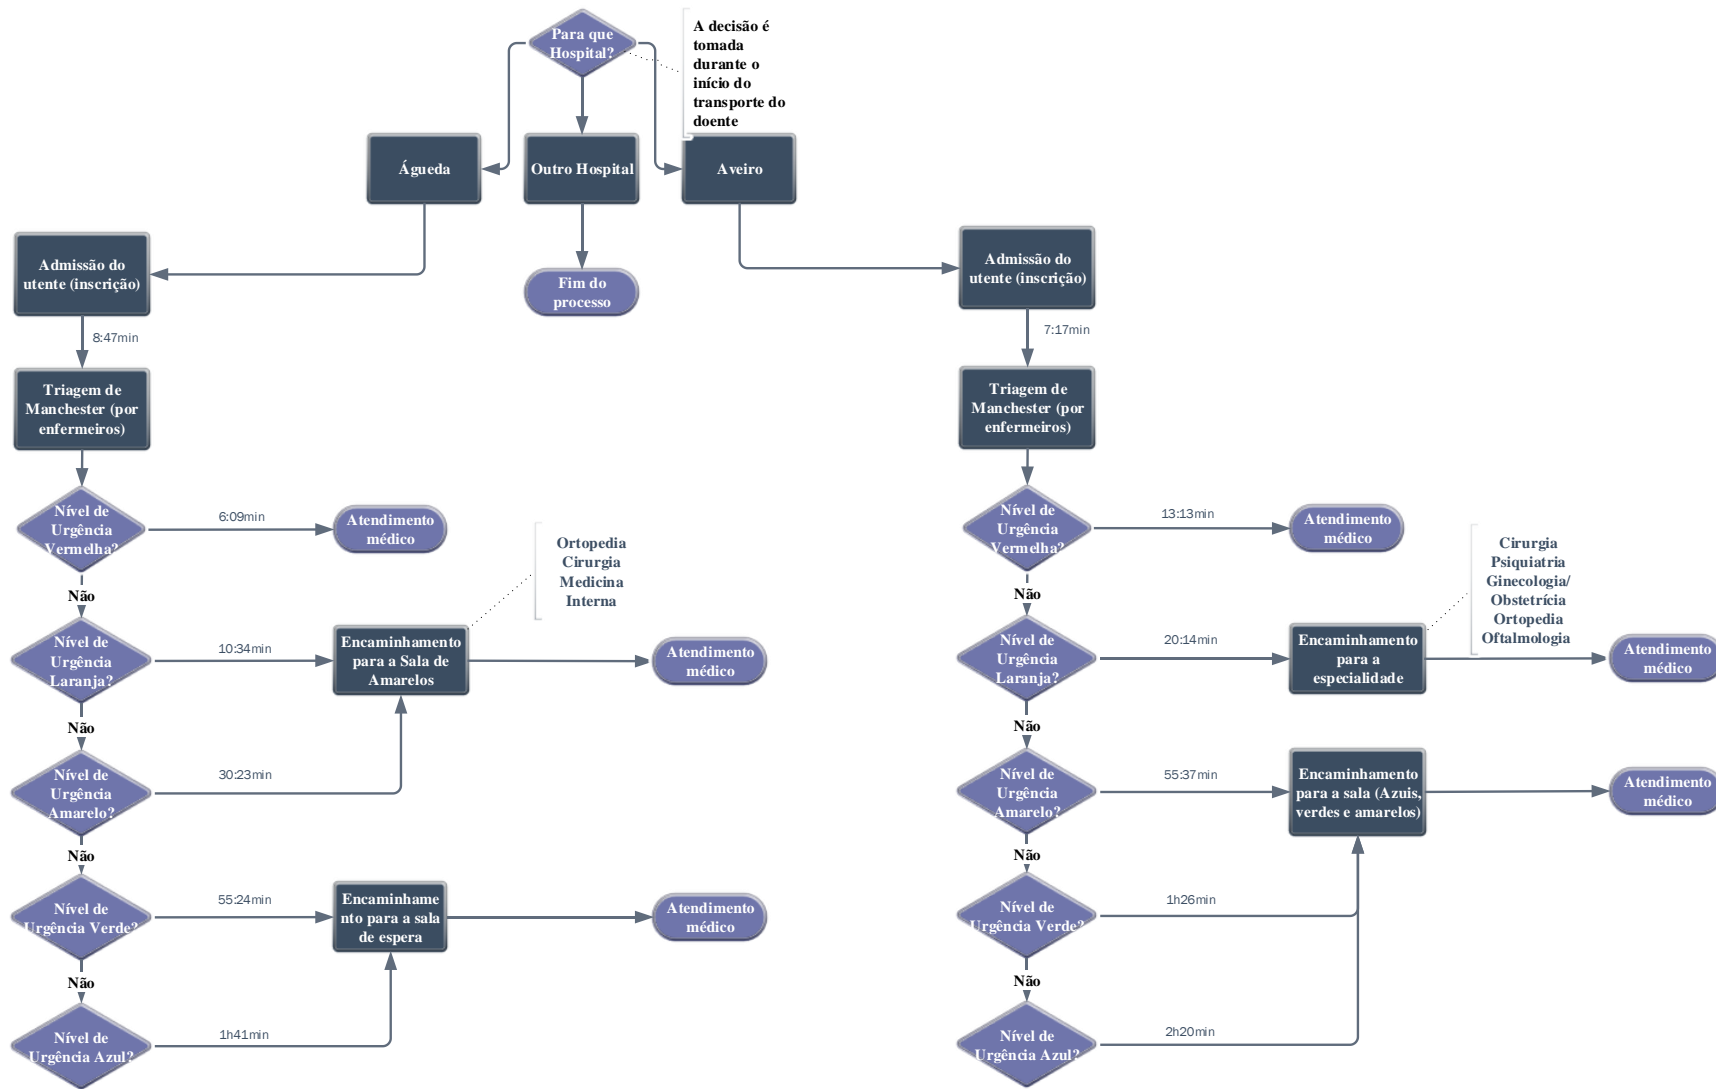 Para que
Hospital?
A decisão é
tomada
durante o
início do
transporte do
doente
Águeda
Outro Hospital
Aveiro
Fim do
processo
Admissão do
utente (inscrição)
8:47min
Triagem de
Manchester (por
enfermeiros)
Nível de
Urgência
Vermelha?
6:09min
Atendimento
médico
Não
Nível de
Urgência
Laranja?
10:34min
Encaminhamento
para a Sala de
Amarelos
Ortopedia
Cirurgia
Medicina
Interna
Atendimento
médico
Não
Nível de
Urgência
Amarelo?
30:23min
Não
Nível de
Urgência Verde?
55:24min
Encaminhame
nto para a sala
de espera
Atendimento
médico
Não
Nível de
Urgência Azul?
1h41min
Admissão do
utente (inscrição)
7:17min
Triagem de
Manchester (por
enfermeiros)
Nível de
Urgência
Vermelha?
13:13min
Atendimento
médico
Não
Nível de
Urgência
Laranja?
20:14min
Encaminhamento
para a
especialidade
Cirurgia
Psiquiatria
Ginecologia/
Obstetrícia
Ortopedia
Oftalmologia
Atendimento
médico
Não
Nível de
Urgência
Amarelo?
55:37min
Encaminhamento
para a sala (Azuis,
verdes e amarelos)
Atendimento
médico
Não
Nível de
Urgência Verde?
1h26min
Não
Nível de
Urgência Azul?
2h20min